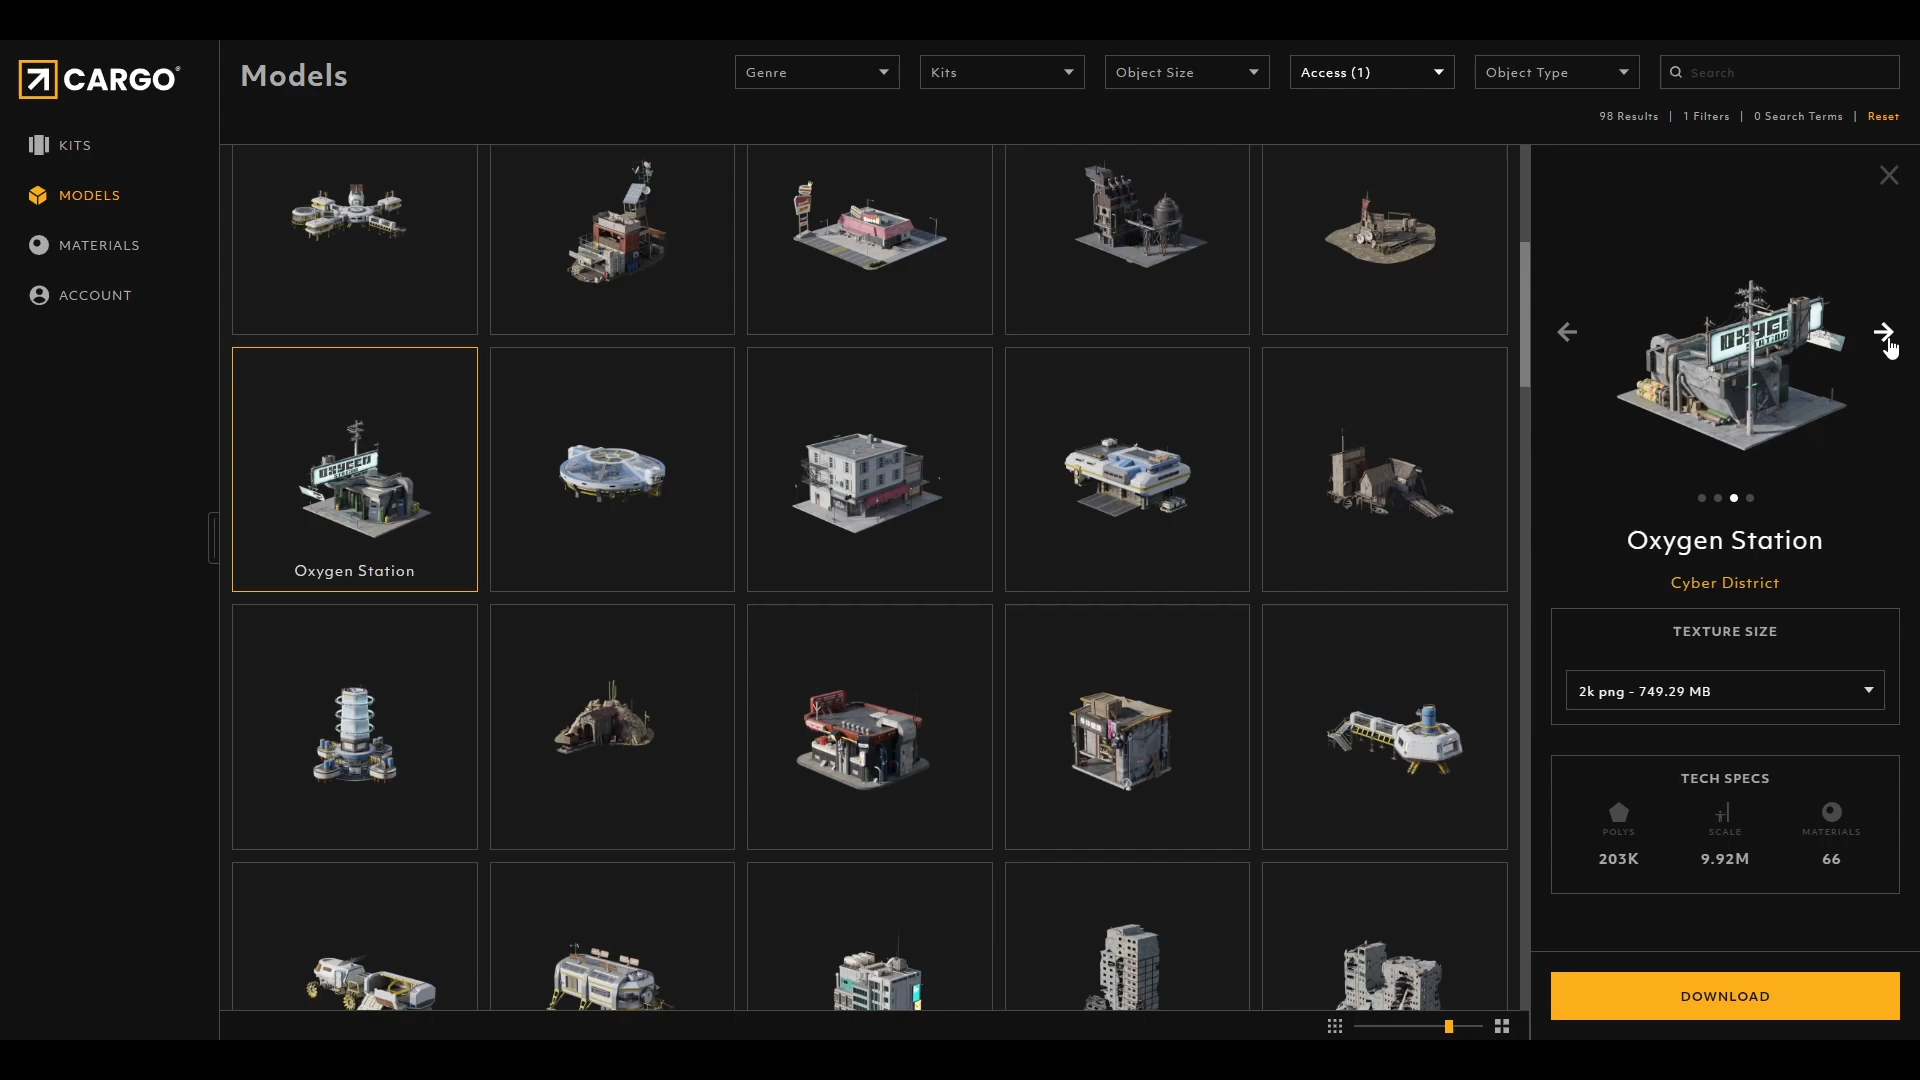 CARGO
KITS
MODELS
MATERIALS
ACCOUNT
Models
Genre
Kits
Object Size
Access (1)
Object Type
Search
98 Results | 1 Filters | 0 Search Terms | Reset
Oxygen Station
Oxygen Station
Cyber District
TEXTURE SIZE
2k png - 749.29 MB
TECH SPECS
POLYS
SCALE
MATERIALS
203K
9.92M
66
DOWNLOAD